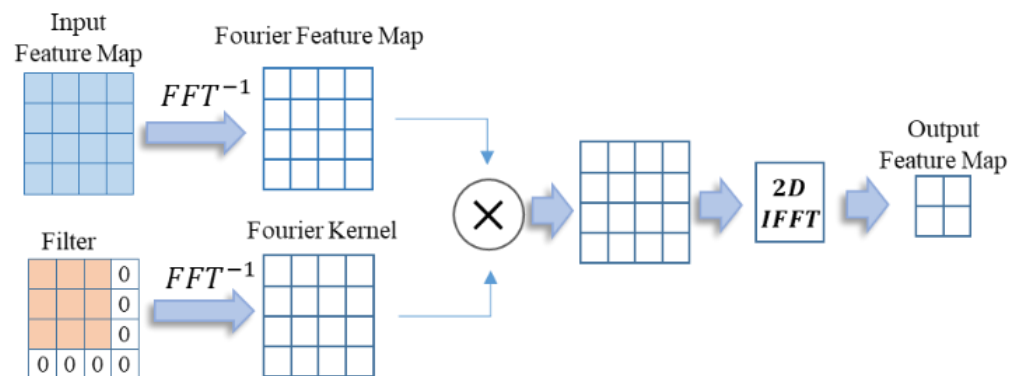 Input
Feature Map
Fourier Feature Map
FFT⁻¹
Output
Feature Map
2D
IFFT
Filter
Fourier Kernel
FFT⁻¹
0
0
0
0 0 0 0